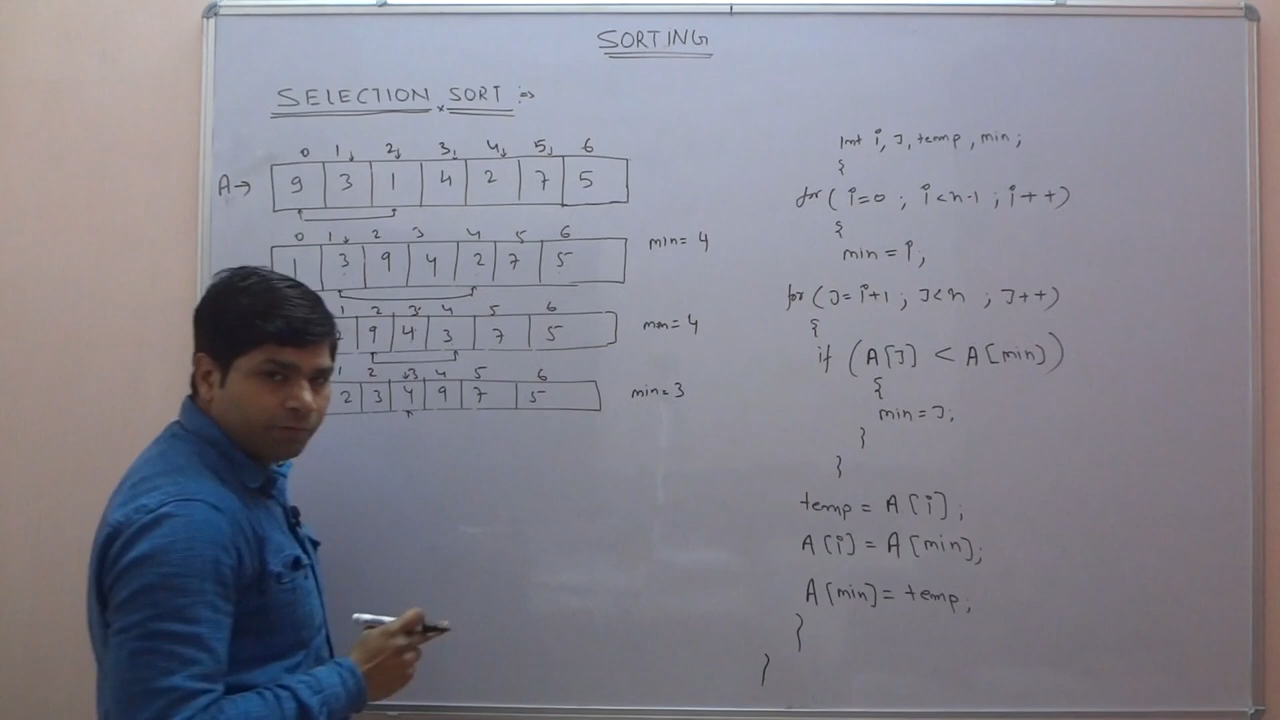 SORTING
SELECTION SORT :⇒
0 1 2 3 4 5 6
A→ 9 3 1 4 2 7 5
0 1 2 3 4 5 6
1 3 9 4 2 7 5 min= 4
1 2 3 4 5 6
9 4 3 7 5 min=4
1 2 3 4 5 6
2 3 4 9 7 5 min=3
Int i, J, temp, min;
{
for( i=0 ; i<n-1 ; i++)
{
min = i;
for (J= i+1 ; J<n ; J++)
{
if (A[J] < A[min])
{
min=J;
}
}
temp = A[i];
A[i] = A[min];
A[min]= temp;
}
}